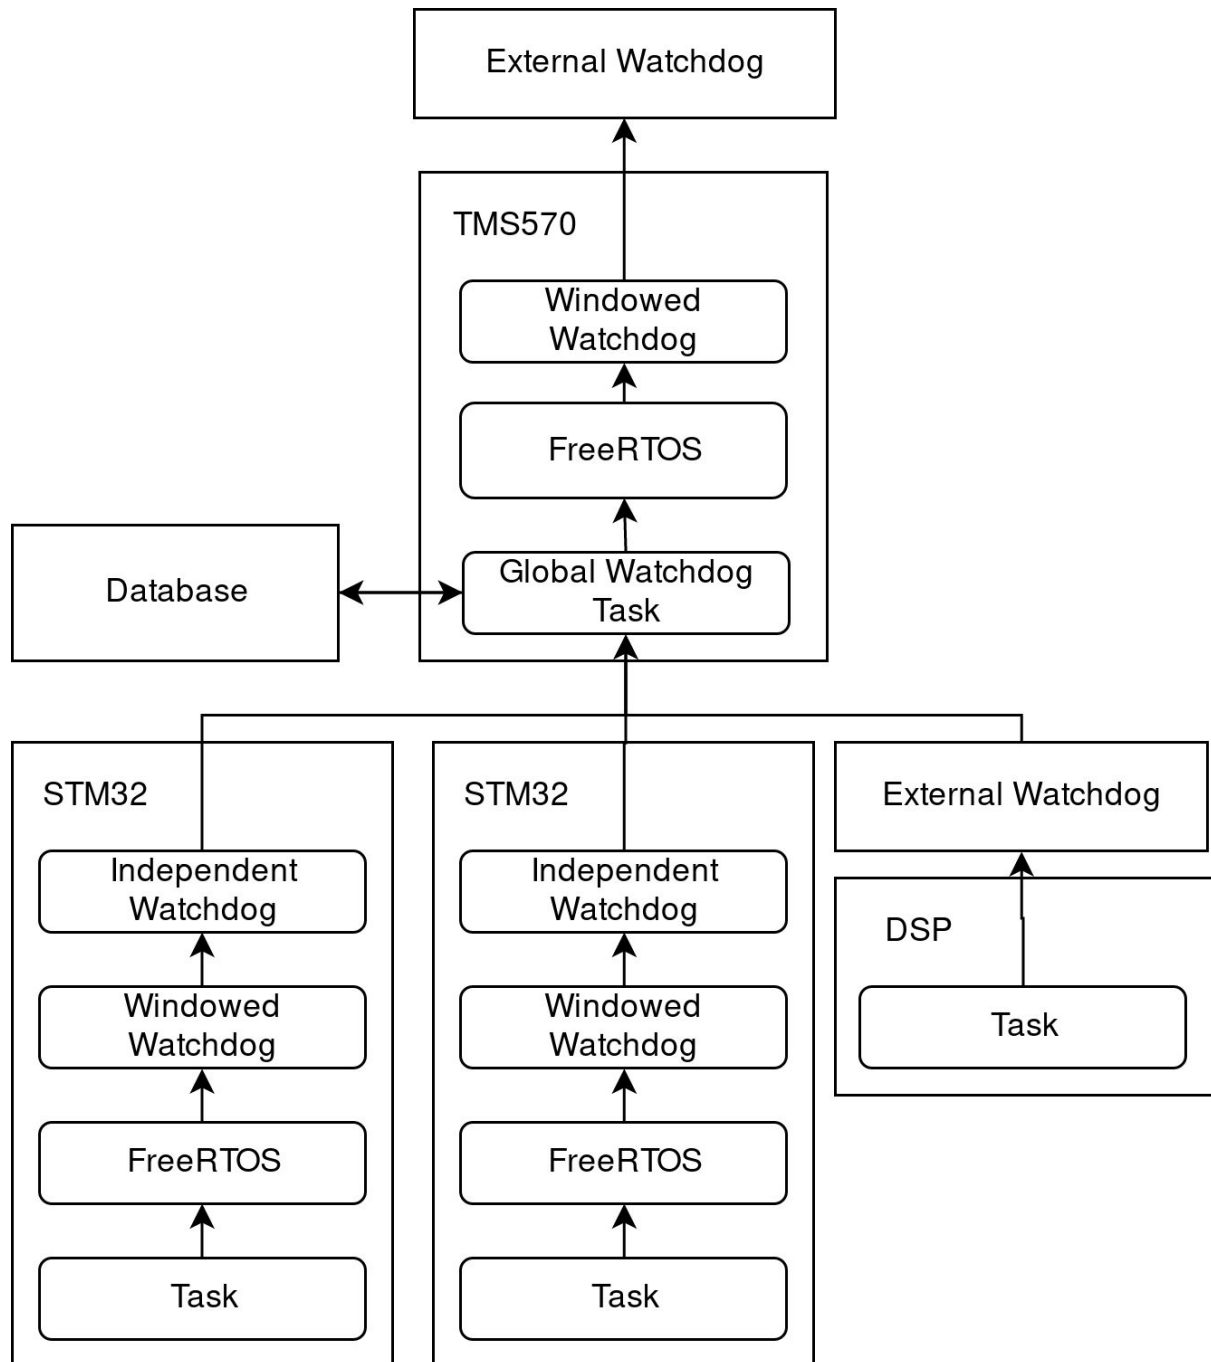 External Watchdog
TMS570
Windowed
Watchdog
FreeRTOS
Global Watchdog
Task
Database
STM32
Independent
Watchdog
Windowed
Watchdog
FreeRTOS
Task
STM32
Independent
Watchdog
Windowed
Watchdog
FreeRTOS
Task
External Watchdog
DSP
Task